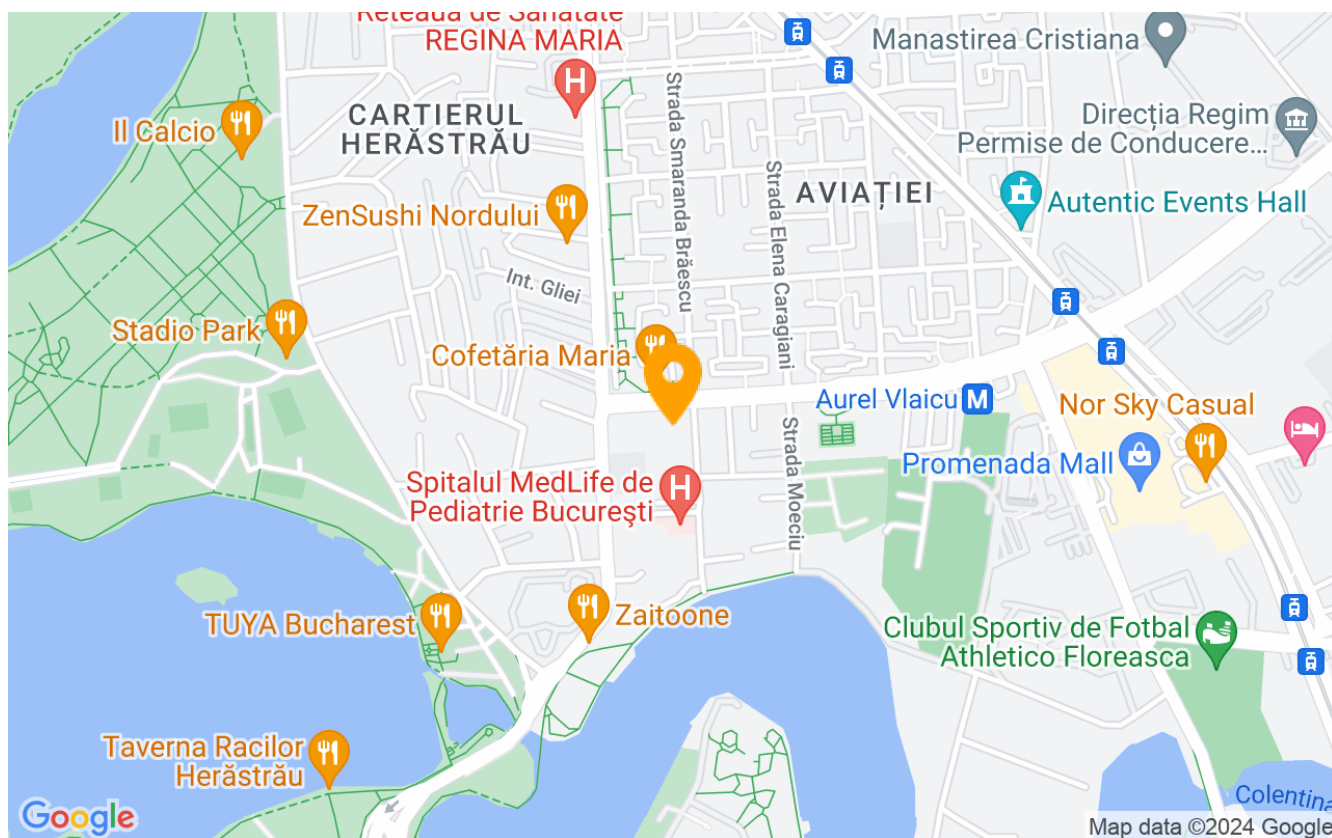 Rețeaua de Sănătate
REGINA MARIA
Manastirea Cristiana
CARTIERUL
HERĂSTRĂU
Il Calcio
Direcția Regim
Permise de Conducere...
Strada Smaranda Brăescu
Strada Elena Caragiani
AVIAȚIEI
ZenSushi Nordului
Autentic Events Hall
Int. Gliei
Stadio Park
Cofetăria Maria
Aurel Vlaicu M
Nor Sky Casual
Promenada Mall
Strada Moeciu
Spitalul MedLife de
Pediatrie București
TUYA Bucharest
Zaitoone
Clubul Sportiv de Fotbal
Athletico Floreasca
Taverna Racilor
Herăstrău
Colentina
Google
Map data ©2024 Google